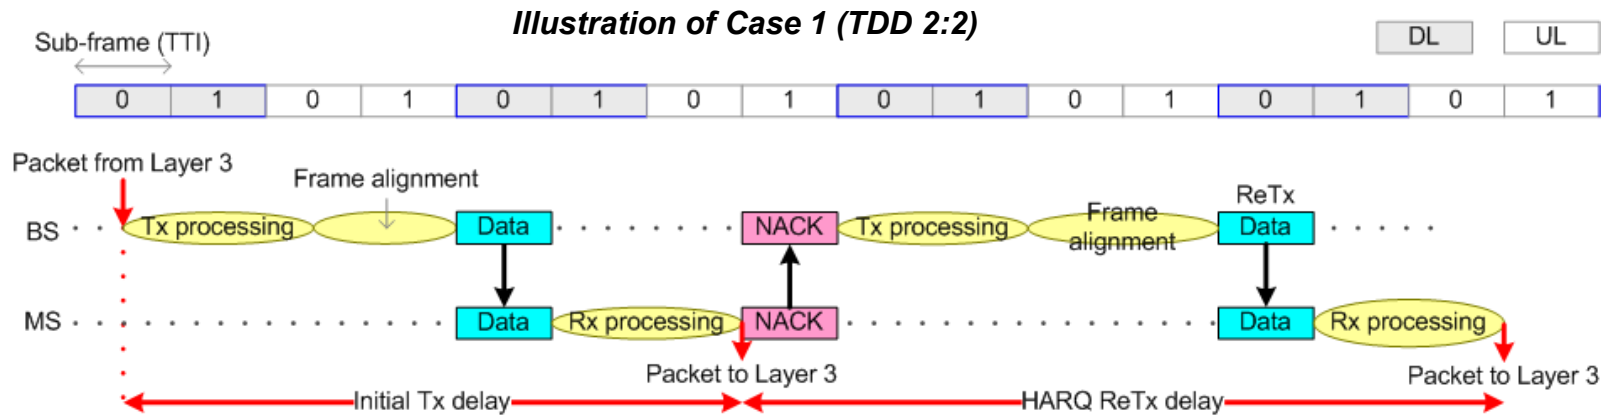 Illustration of Case 1 (TDD 2:2)
DL UL
Sub-frame (TTI)
0 1 0 1 0 1 0 1 0 1 0 1 0 1 0 1
Packet from Layer 3
Frame alignment
ReTx
BS Tx processing Data NACK Tx processing Frame alignment Data
MS Data Rx processing NACK Data Rx processing
Packet to Layer 3 Packet to Layer 3
Initial Tx delay HARQ ReTx delay